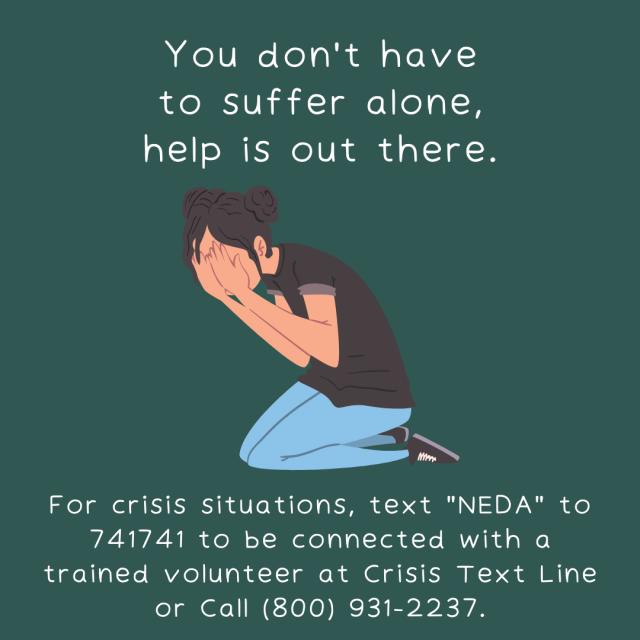 You don't have
to suffer alone,
help is out there.
For crisis situations, text "NEDA" to
741741 to be connected with a
trained volunteer at Crisis Text Line
or Call (800) 931-2237.